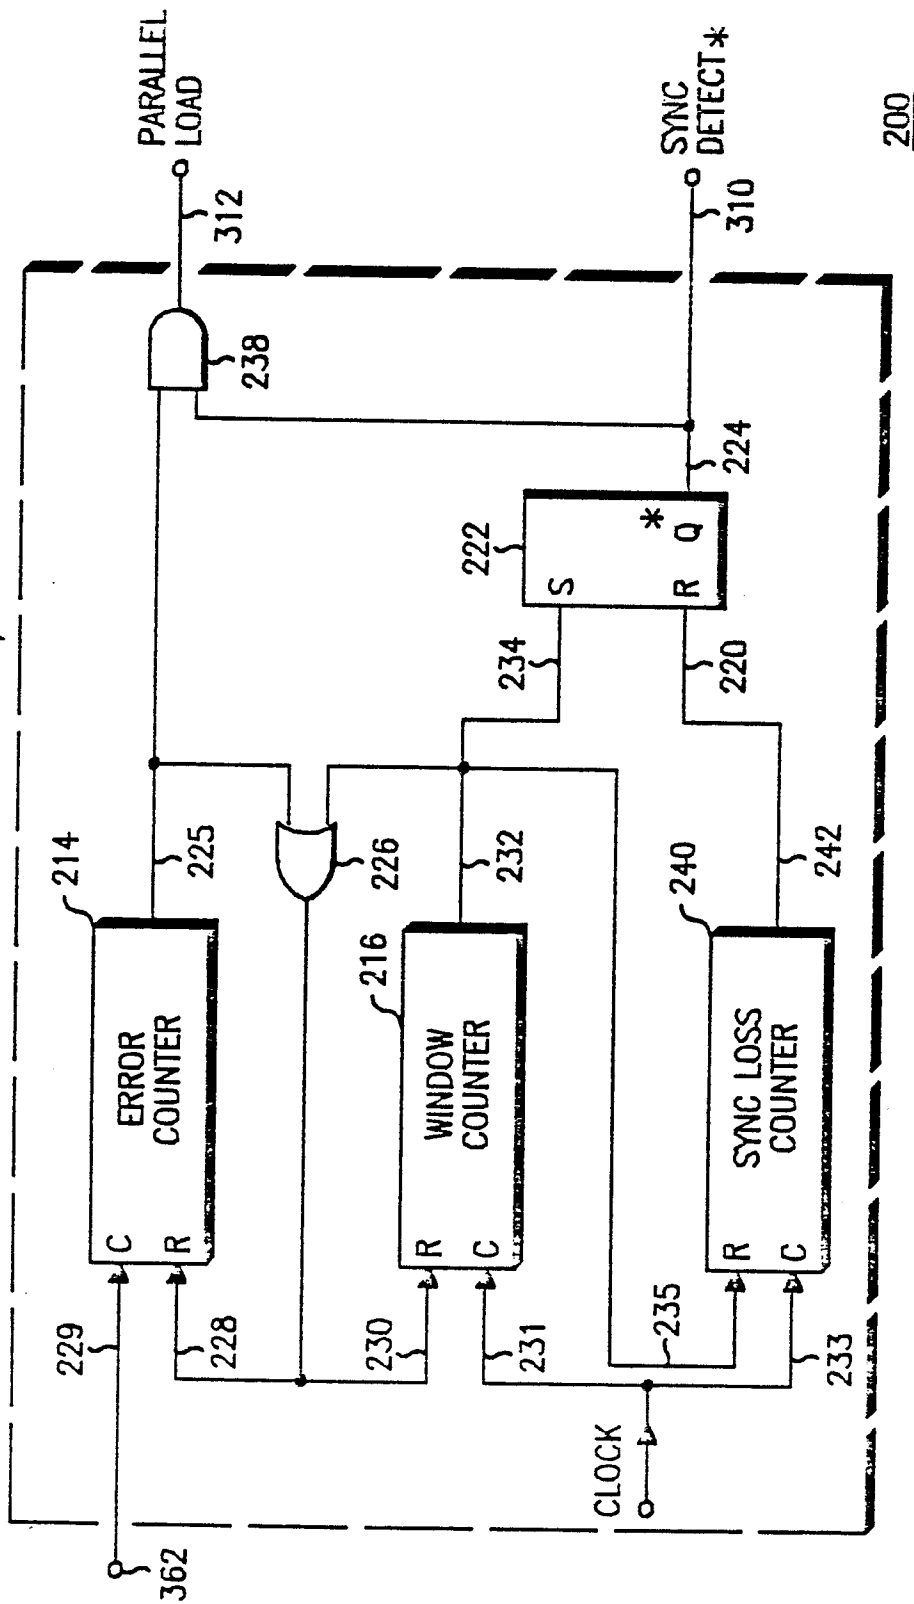 PARALLEL
LOAD
312
238
SYNC
DETECT*
310
200
224
222
S
*
Q
R
234
220
214
225
226
232
242
ERROR
COUNTER
C
R
216
WINDOW
COUNTER
R
C
240
SYNC LOSS
COUNTER
R
C
229
228
230
231
235
233
CLOCK
362